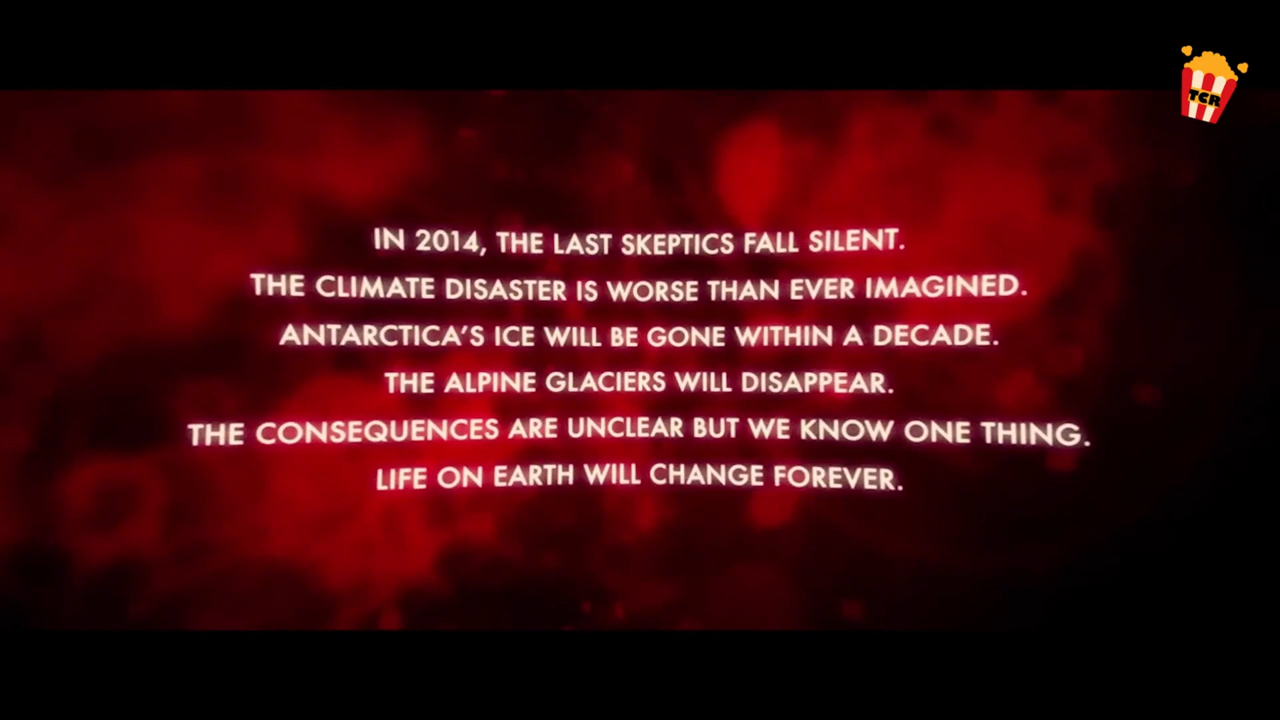 TCR
IN 2014, THE LAST SKEPTICS FALL SILENT.
THE CLIMATE DISASTER IS WORSE THAN EVER IMAGINED.
ANTARCTICA'S ICE WILL BE GONE WITHIN A DECADE.
THE ALPINE GLACIERS WILL DISAPPEAR.
THE CONSEQUENCES ARE UNCLEAR BUT WE KNOW ONE THING.
LIFE ON EARTH WILL CHANGE FOREVER.